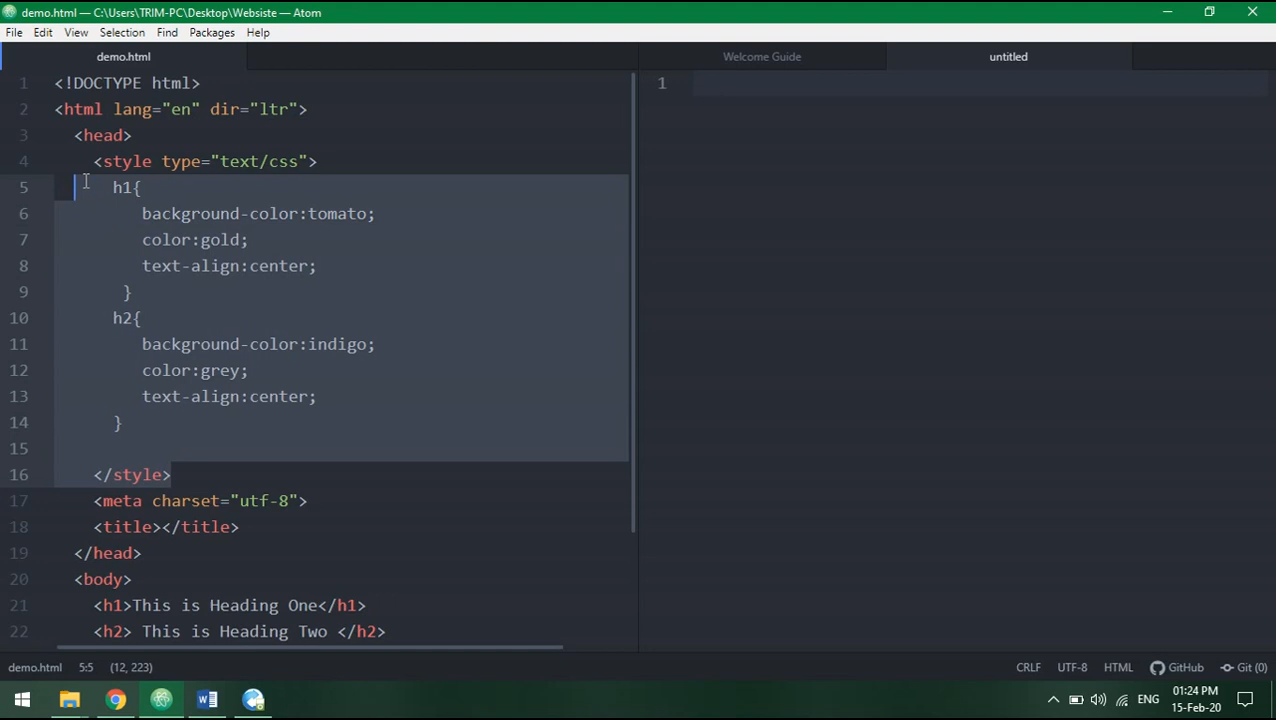 demo.html — C:\Users\TRIM-PC\Desktop\Websiste — Atom
File Edit View Selection Find Packages Help
demo.html
Welcome Guide
untitled
1 <!DOCTYPE html>
2 <html lang="en" dir="ltr">
3 <head>
4 <style type="text/css">
5 h1{
6 background-color:tomato;
7 color:gold;
8 text-align:center;
9 }
10 h2{
11 background-color:indigo;
12 color:grey;
13 text-align:center;
14 }
15
16 </style>
17 <meta charset="utf-8">
18 <title></title>
19 </head>
20 <body>
21 <h1>This is Heading One</h1>
22 <h2> This is Heading Two </h2>
1
demo.html 5:5 (12, 223)
CRLF UTF-8 HTML GitHub Git (0)
ENG
01:24 PM
15-Feb-20